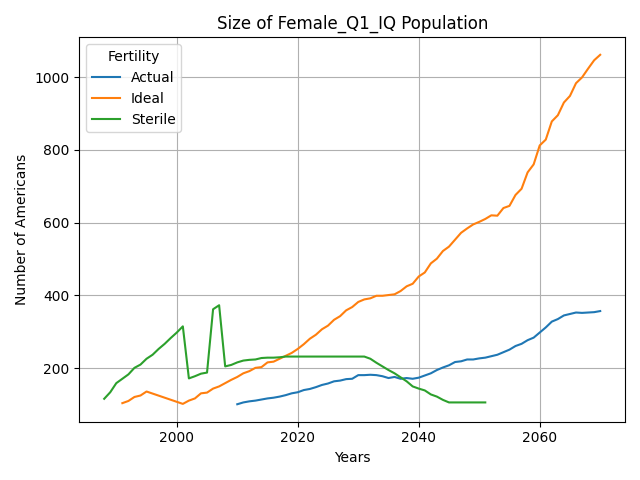 Size of Female_Q1_IQ Population
Fertility
Actual
Ideal
Sterile
Number of Americans
1000
800
600
400
200
2000
2020
2040
2060
Years